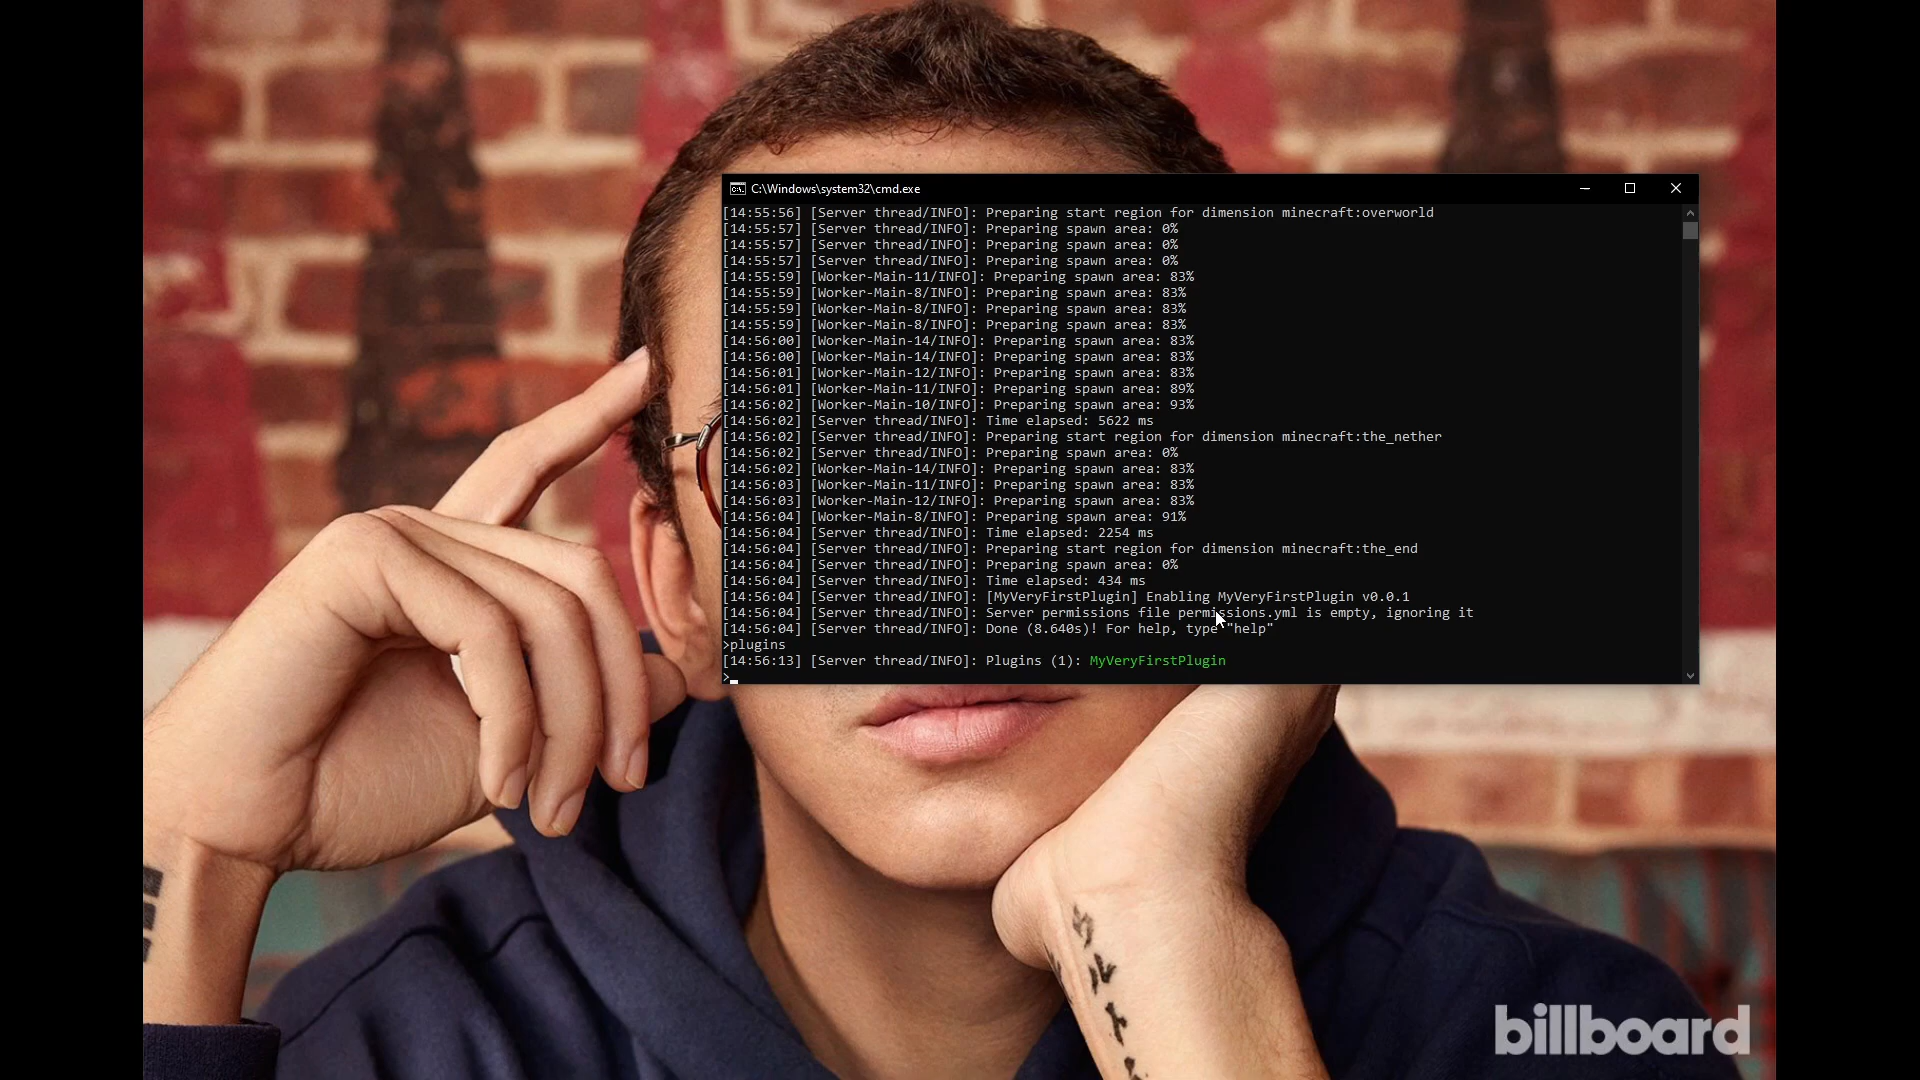 C:\Windows\system32\cmd.exe
[14:55:56] [Server thread/INFO]: Preparing start region for dimension minecraft:overworld
[14:55:57] [Server thread/INFO]: Preparing spawn area: 0%
[14:55:57] [Server thread/INFO]: Preparing spawn area: 0%
[14:55:57] [Server thread/INFO]: Preparing spawn area: 0%
[14:55:59] [Worker-Main-11/INFO]: Preparing spawn area: 83%
[14:55:59] [Worker-Main-8/INFO]: Preparing spawn area: 83%
[14:55:59] [Worker-Main-8/INFO]: Preparing spawn area: 83%
[14:55:59] [Worker-Main-8/INFO]: Preparing spawn area: 83%
[14:56:00] [Worker-Main-14/INFO]: Preparing spawn area: 83%
[14:56:00] [Worker-Main-14/INFO]: Preparing spawn area: 83%
[14:56:01] [Worker-Main-12/INFO]: Preparing spawn area: 83%
[14:56:01] [Worker-Main-11/INFO]: Preparing spawn area: 89%
[14:56:02] [Worker-Main-10/INFO]: Preparing spawn area: 93%
[14:56:02] [Server thread/INFO]: Time elapsed: 5622 ms
[14:56:02] [Server thread/INFO]: Preparing start region for dimension minecraft:the_nether
[14:56:02] [Server thread/INFO]: Preparing spawn area: 0%
[14:56:02] [Worker-Main-14/INFO]: Preparing spawn area: 83%
[14:56:03] [Worker-Main-11/INFO]: Preparing spawn area: 83%
[14:56:03] [Worker-Main-12/INFO]: Preparing spawn area: 83%
[14:56:04] [Worker-Main-8/INFO]: Preparing spawn area: 91%
[14:56:04] [Server thread/INFO]: Time elapsed: 2254 ms
[14:56:04] [Server thread/INFO]: Preparing start region for dimension minecraft:the_end
[14:56:04] [Server thread/INFO]: Preparing spawn area: 0%
[14:56:04] [Server thread/INFO]: Time elapsed: 434 ms
[14:56:04] [Server thread/INFO]: [MyVeryFirstPlugin] Enabling MyVeryFirstPlugin v0.0.1
[14:56:04] [Server thread/INFO]: Server permissions file permissions.yml is empty, ignoring it
[14:56:04] [Server thread/INFO]: Done (8.640s)! For help, type "help"
>plugins
[14:56:13] [Server thread/INFO]: Plugins (1): MyVeryFirstPlugin
>
billboard